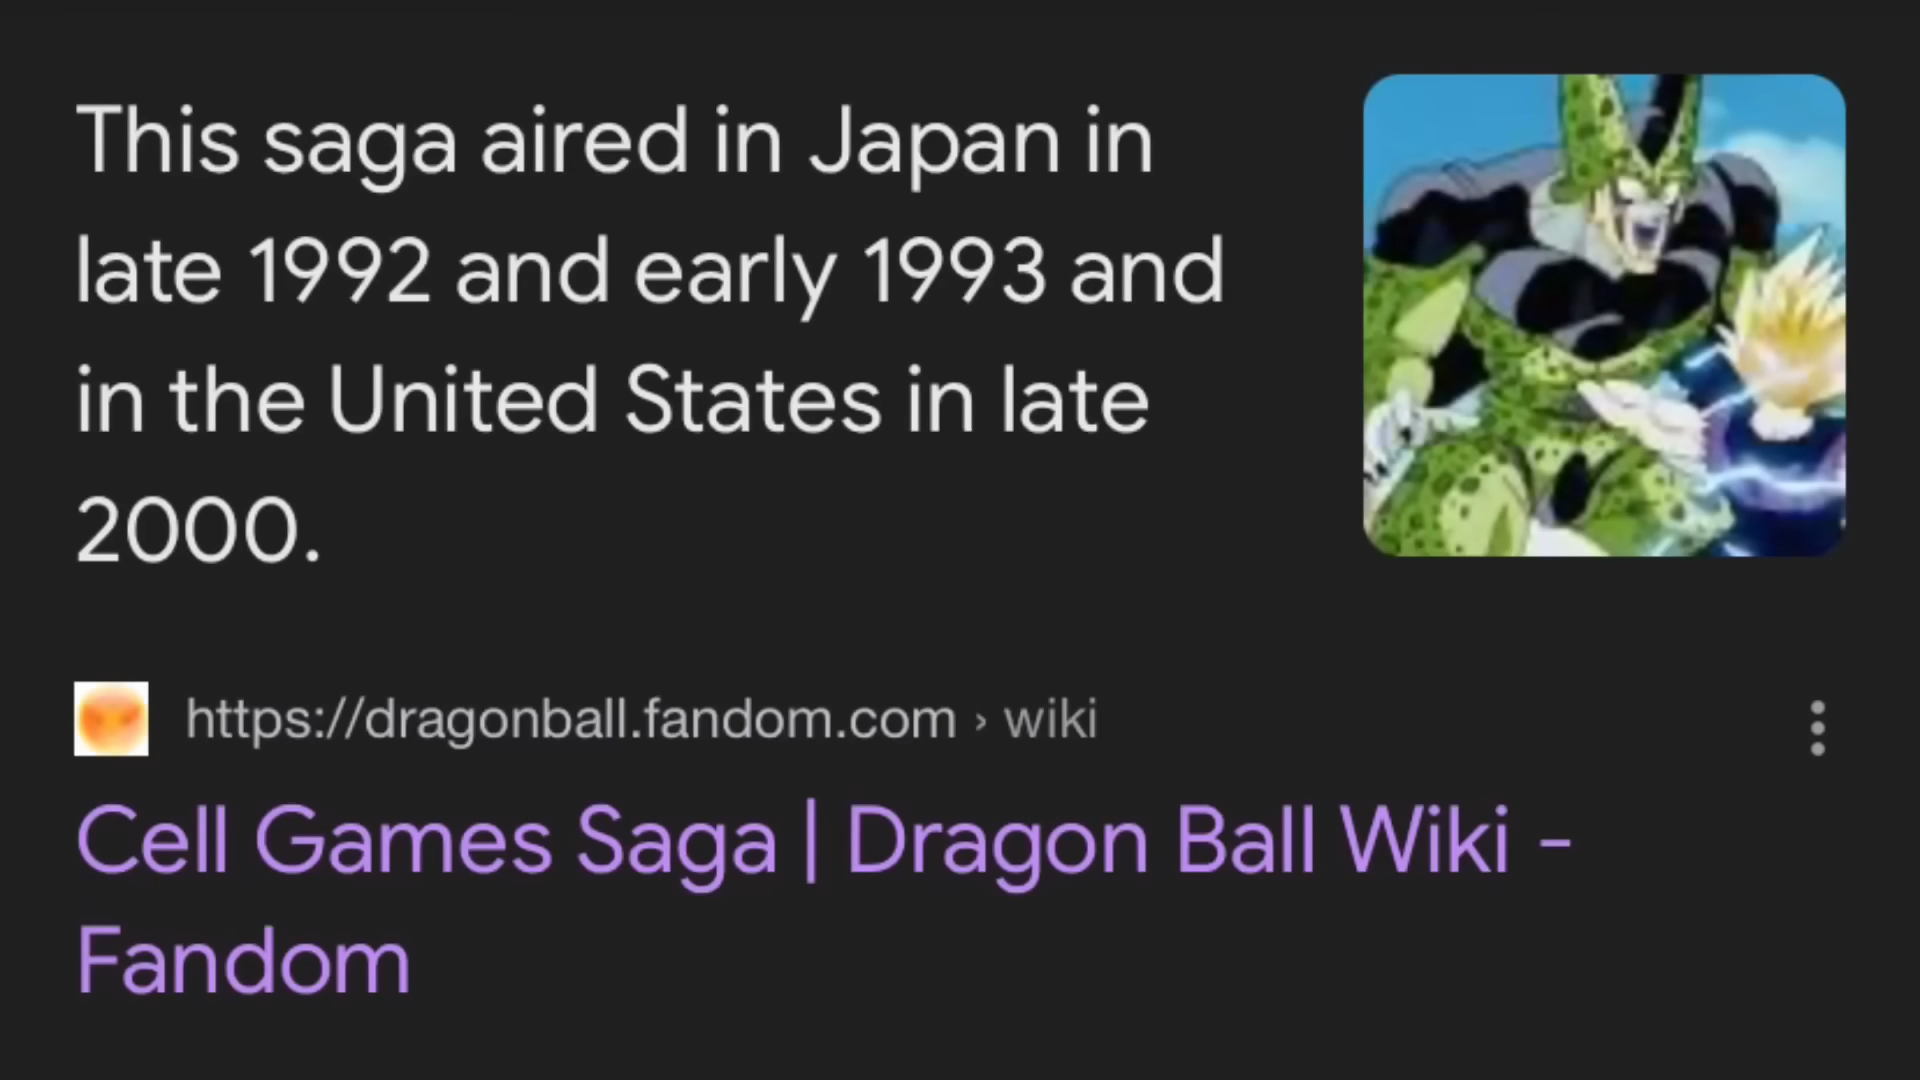 This saga aired in Japan in
late 1992 and early 1993 and
in the United States in late
2000.
https://dragonball.fandom.com › wiki
Cell Games Saga | Dragon Ball Wiki -
Fandom